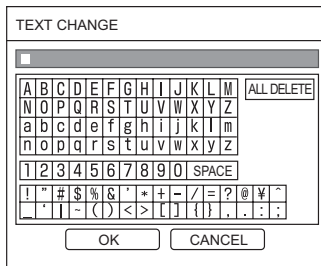 TEXT CHANGE
A B C D E F G H I J K L M ALL DELETE
N O P Q R S T U V W X Y Z
a b c d e f g h i j k l m
n o p q r s t u v w x y z
1 2 3 4 5 6 7 8 9 0 SPACE
! " # $ % & ' * + - / = ? @ ¥ ^
_ ‘ | ~ ( ) < > [ ] { } , . : ;
OK CANCEL